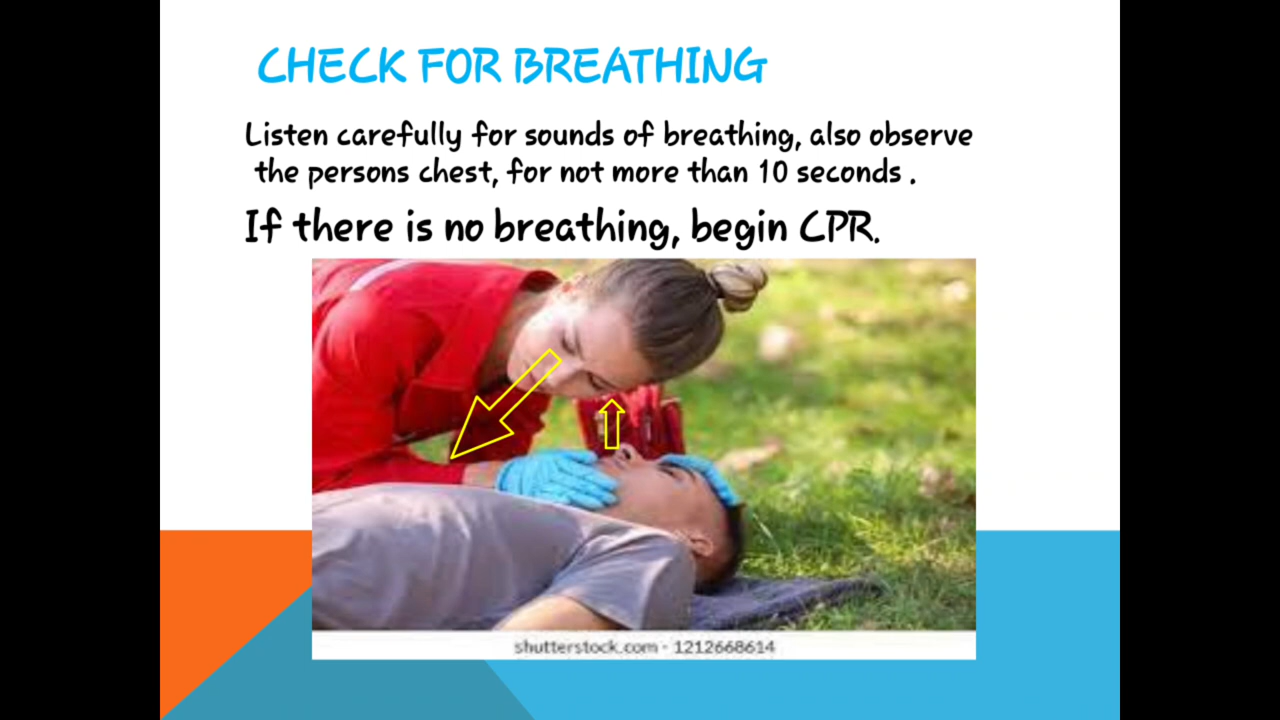 CHECK FOR BREATHING
Listen carefully for sounds of breathing, also observe
the persons chest, for not more than 10 seconds .
If there is no breathing, begin CPR.
shutterstock.com - 1212668614